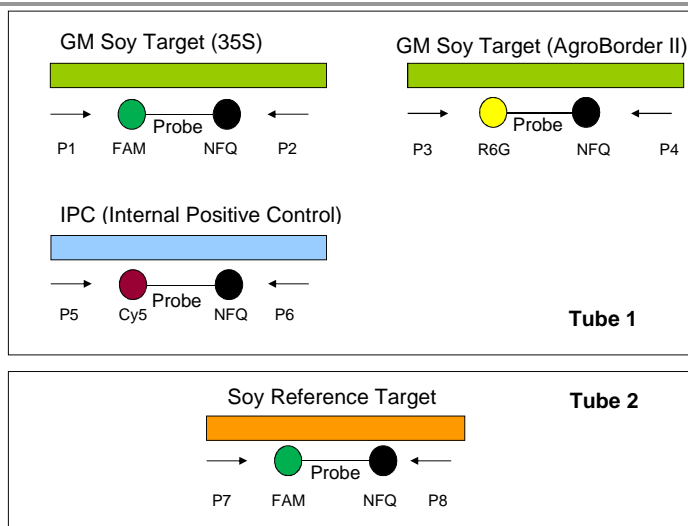 GM Soy Target (35S)
GM Soy Target (AgroBorder II)
Probe
P1 FAM NFQ P2
Probe
P3 R6G NFQ P4
IPC (Internal Positive Control)
Probe
P5 Cy5 NFQ P6
Tube 1
Soy Reference Target
Tube 2
Probe
P7 FAM NFQ P8